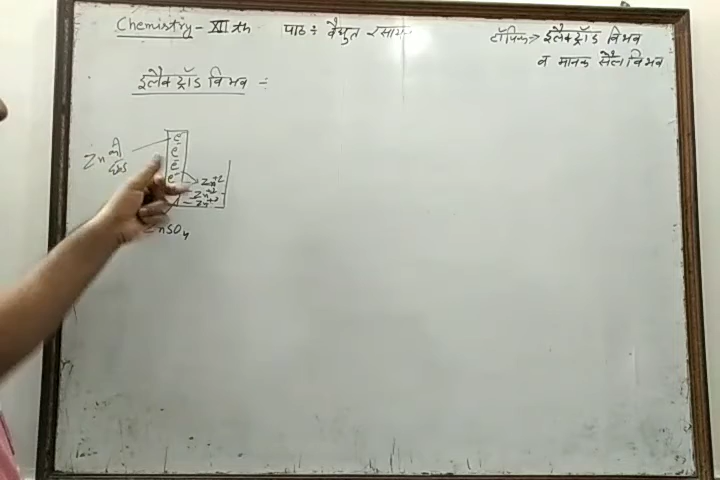 Chemistry - XII th
पाठ ÷ वैद्युत रसायन
टॉपिक → इलैक्ट्रॉड विभव
व मानक सैल विभव
इलैक्ट्रॉड विभव ÷
Zn की छड़
e⁻
e⁻
e⁻
e⁻
Zn⁺²
Zn⁺²
Zn⁺²
ZnSO₄